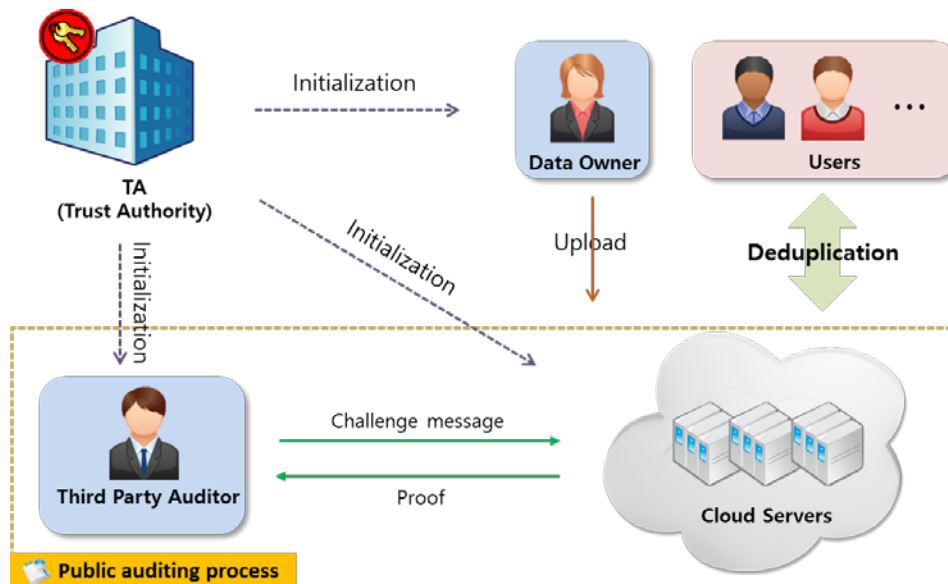 Initialization
Data Owner
Users
...
TA
(Trust Authority)
Initialization
Initialization
Upload
Deduplication
Third Party Auditor
Challenge message
Proof
Cloud Servers
Public auditing process